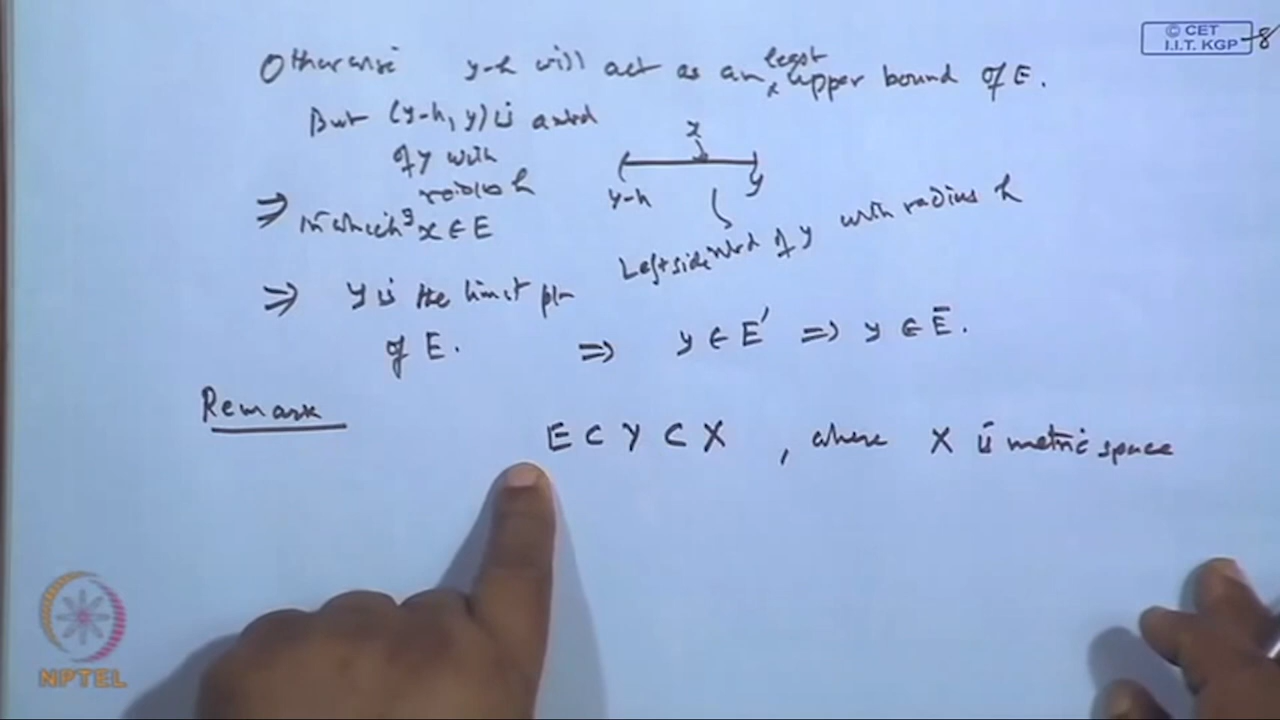 © CET
I.I.T. KGP
8
Otherwise y-h will act as an least upper bound of E.
But (y-h, y) is a nbd
of y with
radius h
x
y-h
y
⇒ in which ∃ x ∈ E
Left side nbd of y with radius h
⇒ y is the limit
of E. ⇒ y ∈ E′ ⇒ y ∈ Ē.
Remark
E ⊂ Y ⊂ X , where X is metric space
NPTEL